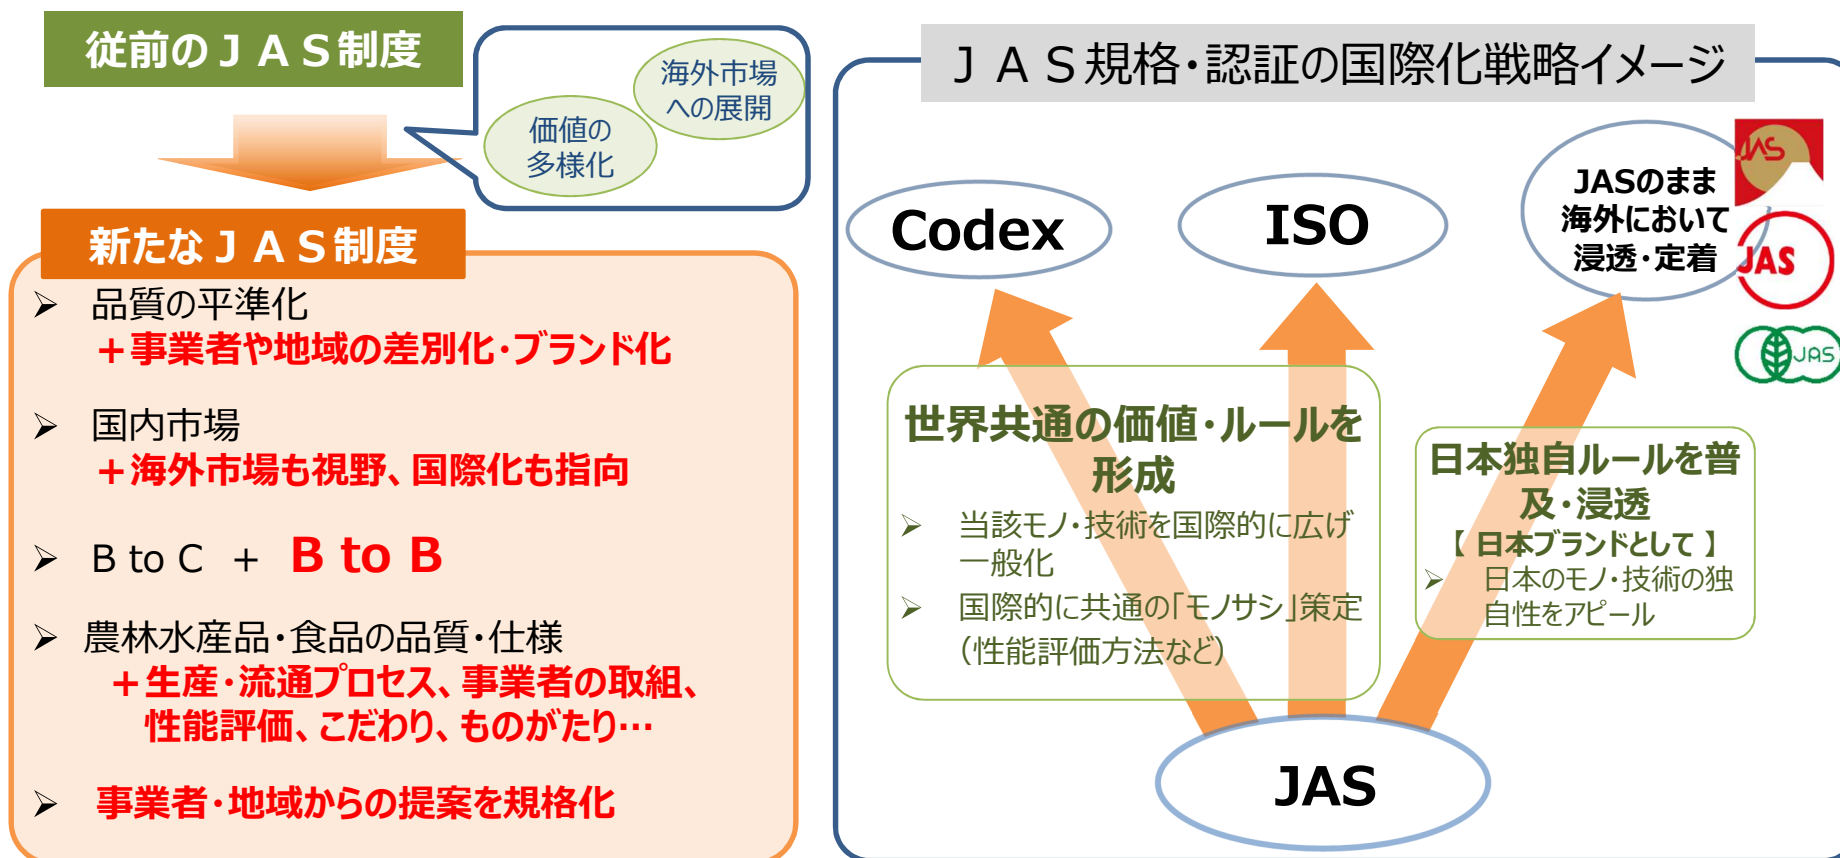 従前のＪＡＳ制度
海外市場
への展開
価値の
多様化
新たなＪＡＳ制度
➢ 品質の平準化
＋事業者や地域の差別化・ブランド化
➢ 国内市場
＋海外市場も視野、国際化も指向
➢ B to C + B to B
➢ 農林水産品・食品の品質・仕様
＋生産・流通プロセス、事業者の取組、
性能評価、こだわり、ものがたり…
➢ 事業者・地域からの提案を規格化
ＪＡＳ規格・認証の国際化戦略イメージ
Codex
ISO
JASのまま
海外において
浸透・定着
JAS
JAS
JAS
世界共通の価値・ルールを
形成
➢ 当該モノ・技術を国際的に広げ
一般化
➢ 国際的に共通の「モノサシ」策定
（性能評価方法など）
日本独自ルールを普
及・浸透
【 日本ブランドとして 】
➢ 日本のモノ・技術の独
自性をアピール
JAS